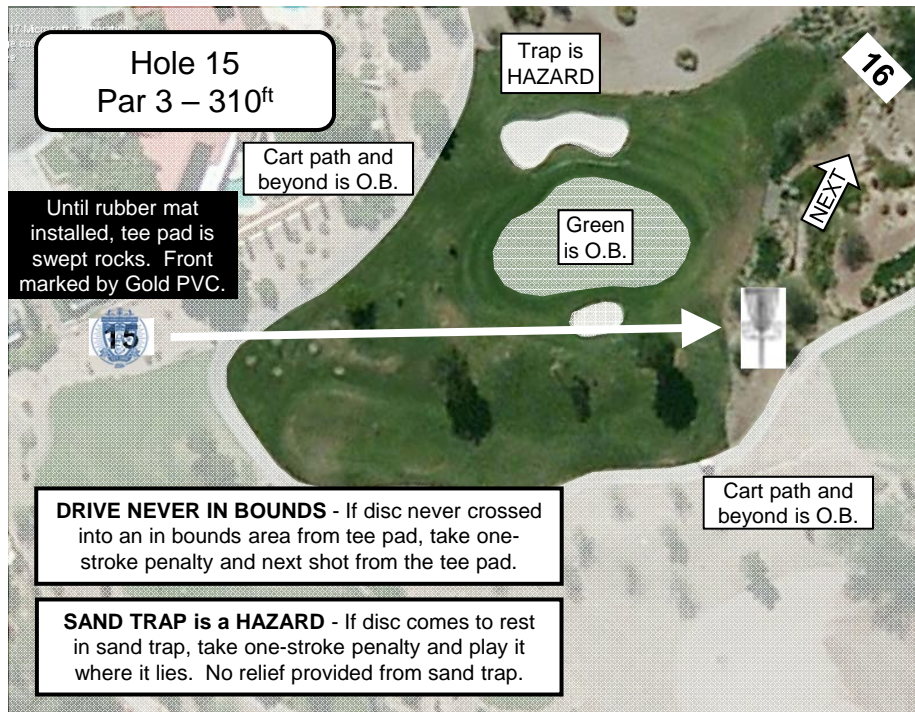 Hole 15
Par 3 – 310ft
Trap is
HAZARD
16
Cart path and
beyond is O.B.
NEXT
Until rubber mat
installed, tee pad is
swept rocks. Front
marked by Gold PVC.
Green
is O.B.
15
Cart path and
beyond is O.B.
DRIVE NEVER IN BOUNDS - If disc never crossed
into an in bounds area from tee pad, take one-
stroke penalty and next shot from the tee pad.
SAND TRAP is a HAZARD - If disc comes to rest
in sand trap, take one-stroke penalty and play it
where it lies. No relief provided from sand trap.